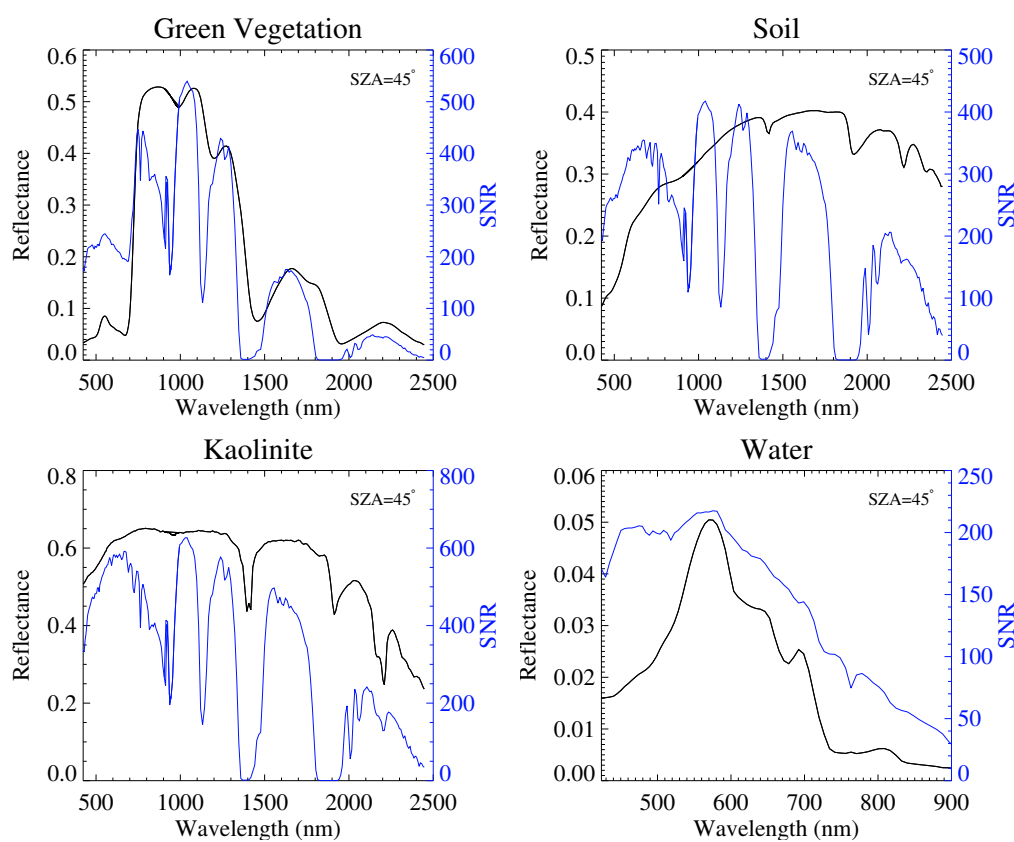 Green Vegetation
SZA=45°
Reflectance
0.6
0.5
0.4
0.3
0.2
0.1
0.0
600
500
400
300
200
100
0
SNR
500 1000 1500 2000 2500
Wavelength (nm)
Soil
SZA=45°
Reflectance
0.5
0.4
0.3
0.2
0.1
0.0
500
400
300
200
100
0
SNR
500 1000 1500 2000 2500
Wavelength (nm)
Kaolinite
SZA=45°
Reflectance
0.8
0.6
0.4
0.2
0.0
800
600
400
200
0
SNR
500 1000 1500 2000 2500
Wavelength (nm)
Water
SZA=45°
Reflectance
0.06
0.05
0.04
0.03
0.02
0.01
0.00
250
200
150
100
50
0
SNR
500 600 700 800 900
Wavelength (nm)